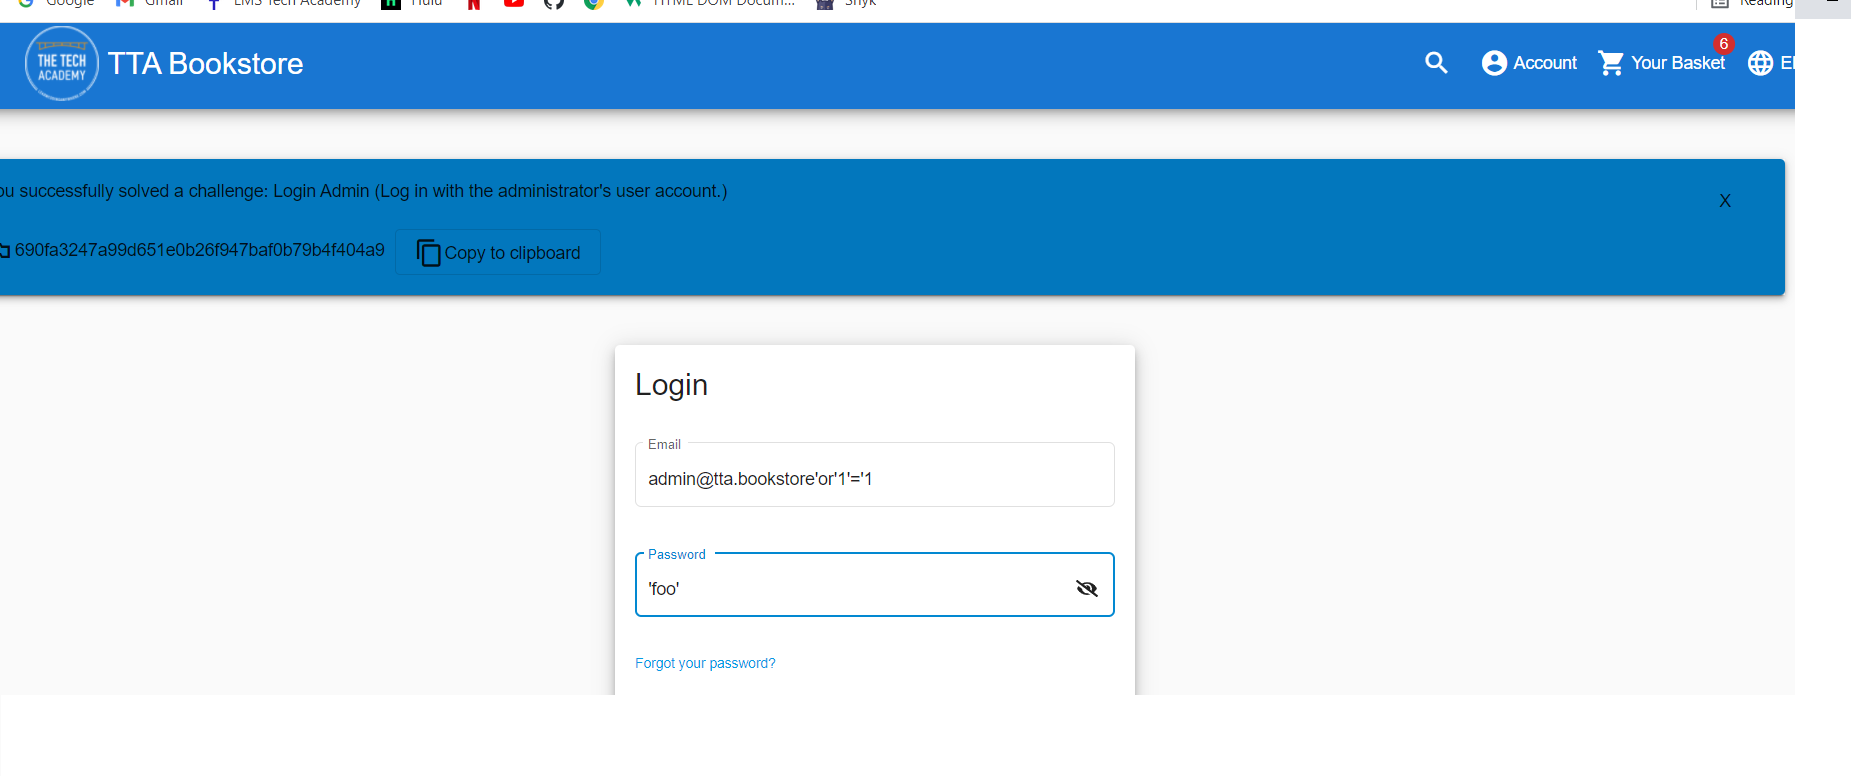 Google Gmail LMS Tech Academy Hulu HTML DOM Docum... Snyk Reading
THE TECH
ACADEMY
TTA Bookstore
Account
6
Your Basket
ou successfully solved a challenge: Login Admin (Log in with the administrator's user account.)
X
690fa3247a99d651e0b26f947baf0b79b4f404a9
Copy to clipboard
Login
Email
admin@tta.bookstore'or'1'='1
Password
'foo'
Forgot your password?